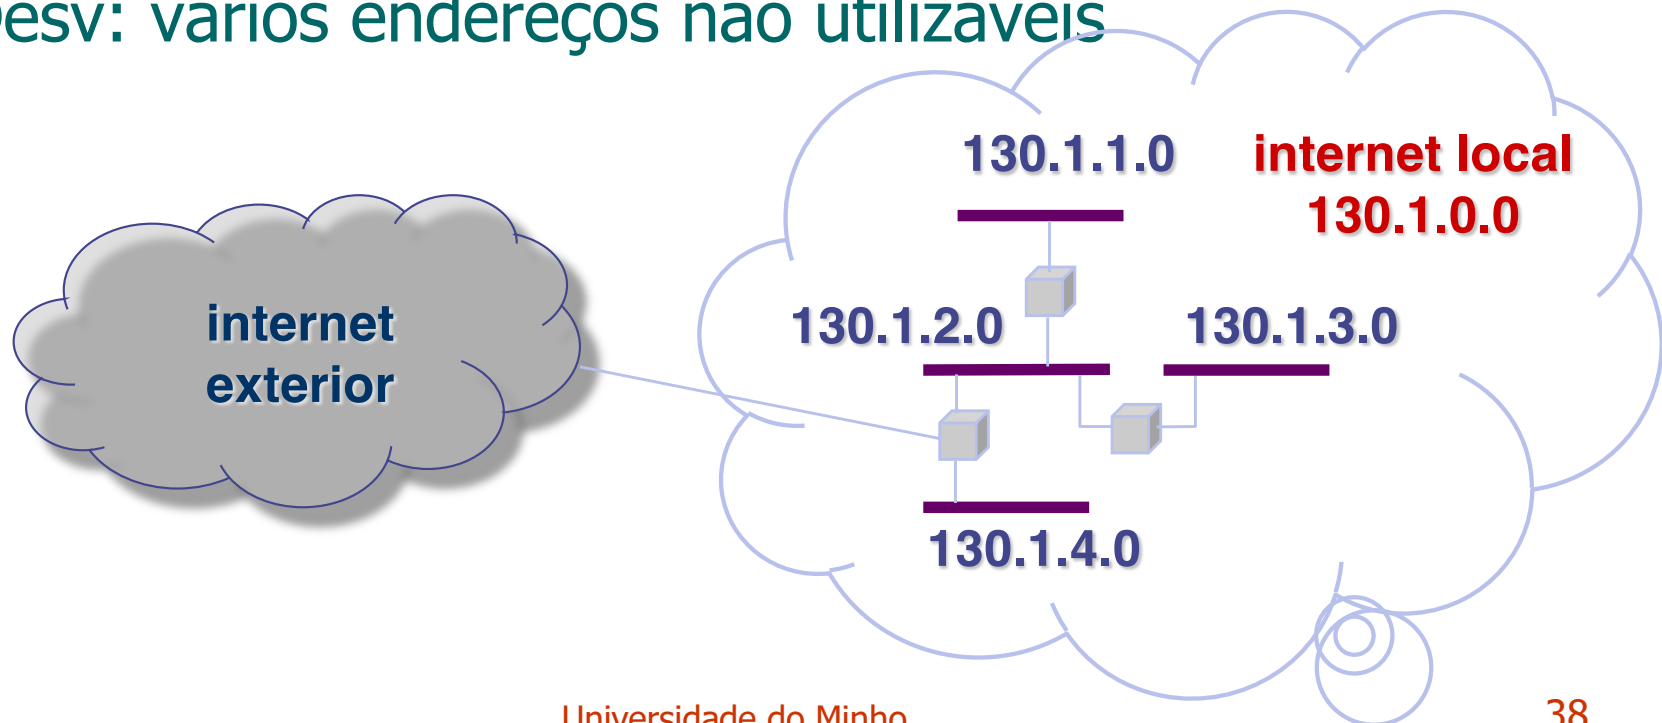 esv: vários endereços não utilizáveis
130.1.1.0
internet local
130.1.0.0
internet
exterior
130.1.2.0
130.1.3.0
130.1.4.0
Universidade do Minho
38